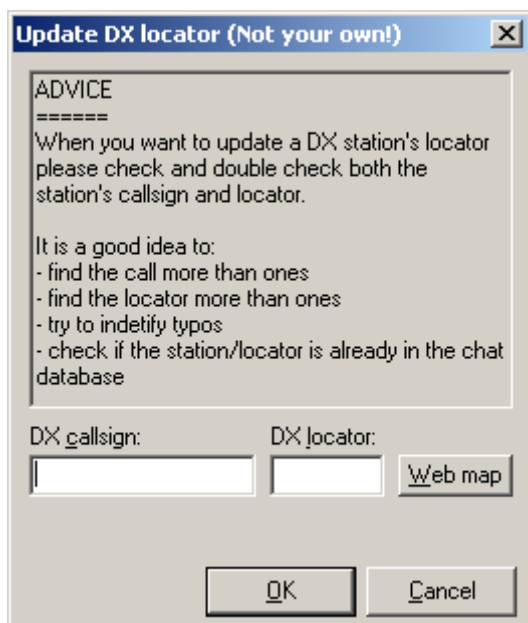 Update DX locator (Not your own!)
ADVICE
======
When you want to update a DX station's locator
please check and double check both the
station's callsign and locator.
It is a good idea to:
- find the call more than ones
- find the locator more than ones
- try to indetify typos
- check if the station/locator is already in the chat
database
DX callsign: DX locator:
Web map
OK Cancel